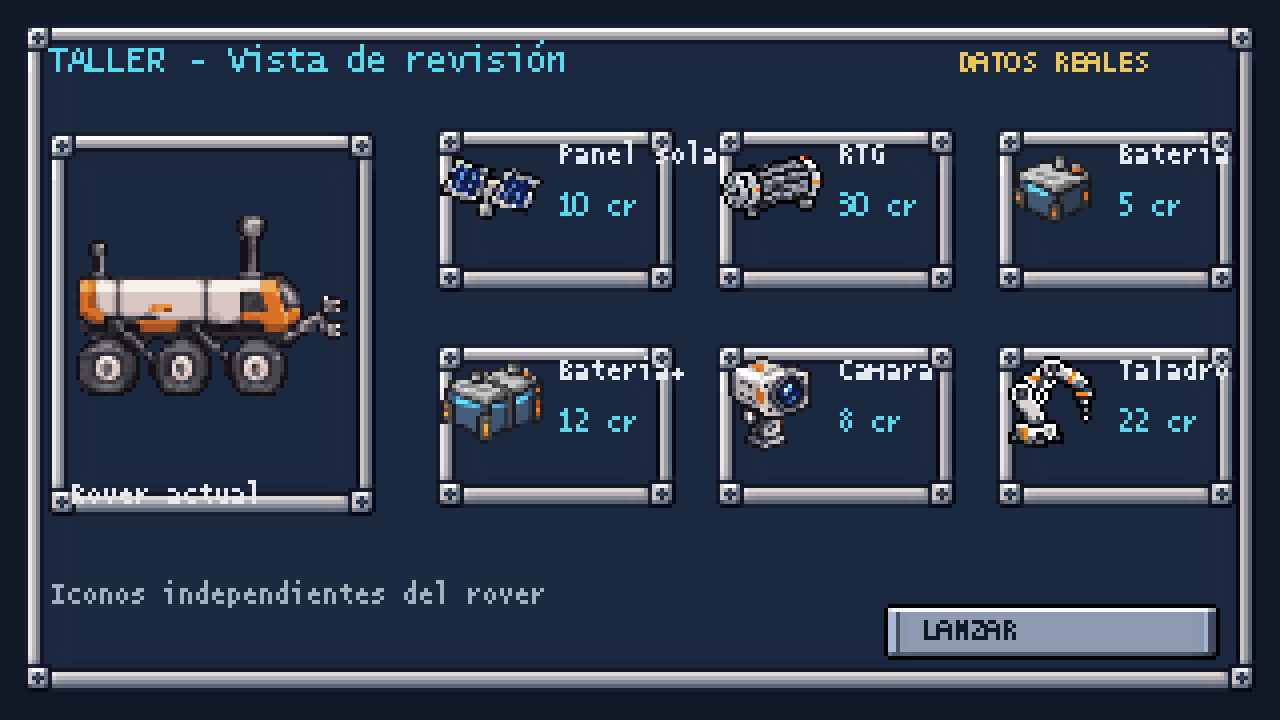 TALLER - Vista de revisión
DATOS REALES
Panel sola
10 cr
RTG
30 cr
Bateria
5 cr
Bateria+
12 cr
Camara
8 cr
Taladro
22 cr
Rover actual
Iconos independientes del rover
LANZAR